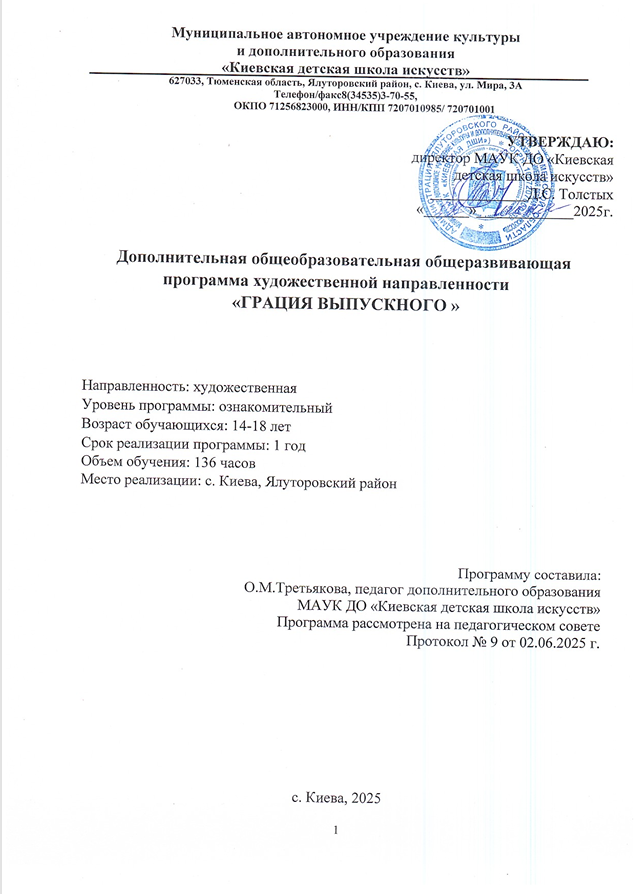 Муниципальное автономное учреждение культуры
и дополнительного образования
«Киевская детская школа искусств»
627033, Тюменская область, Ялуторовский район, с. Киева, ул. Мира, 3А
Телефон/факс8(34535)3-70-55,
ОКПО 71256823000, ИНН/КПП 7207010985/ 720701001
УТВЕРЖДАЮ:
директор МАУК ДО «Киевская
детская школа искусств»
Д.С. Толстых
« » 2025г.
Дополнительная общеобразовательная общеразвивающая
программа художественной направленности
«ГРАЦИЯ ВЫПУСКНОГО »
Направленность: художественная
Уровень программы: ознакомительный
Возраст обучающихся: 14-18 лет
Срок реализации программы: 1 год
Объем обучения: 136 часов
Место реализации: с. Киева, Ялуторовский район
Программу составила:
О.М.Третьякова, педагог дополнительного образования
МАУК ДО «Киевская детская школа искусств»
Программа рассмотрена на педагогическом совете
Протокол № 9 от 02.06.2025 г.
с. Киева, 2025
1